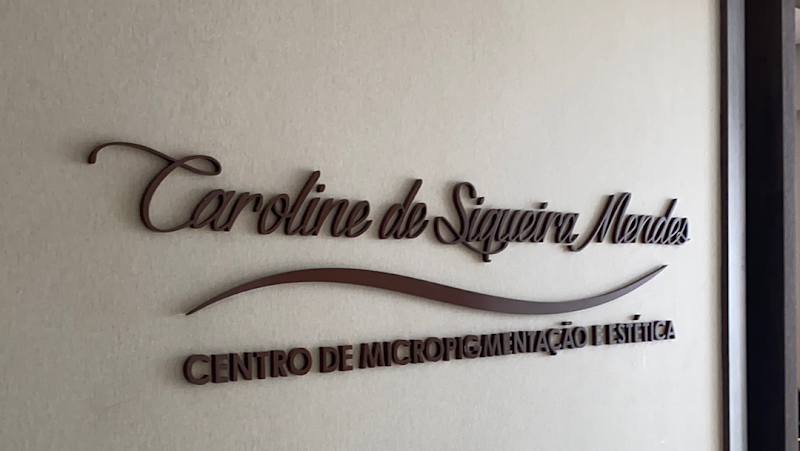 Caroline de Siqueira Mendes
CENTRO DE MICROPIGMENTAÇÃO E ESTÉTICA